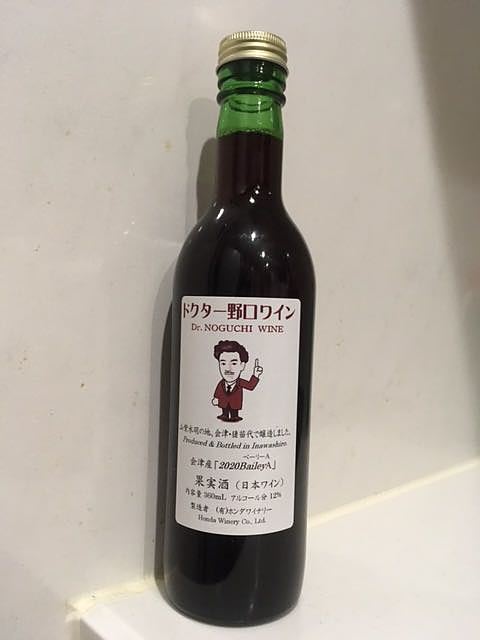 ドクター野口ワイン
Dr. NOGUCHI WINE
山紫水明の地、会津・猪苗代で醸造しました。
Produced & Bottled in Inawashiro.
ベーリーA
会津産「2020BaileyA」
果実酒（日本ワイン）
内容量 360mL アルコール分 12%
製造者 （有）ホンダワイナリー
Honda Winery Co., Ltd.